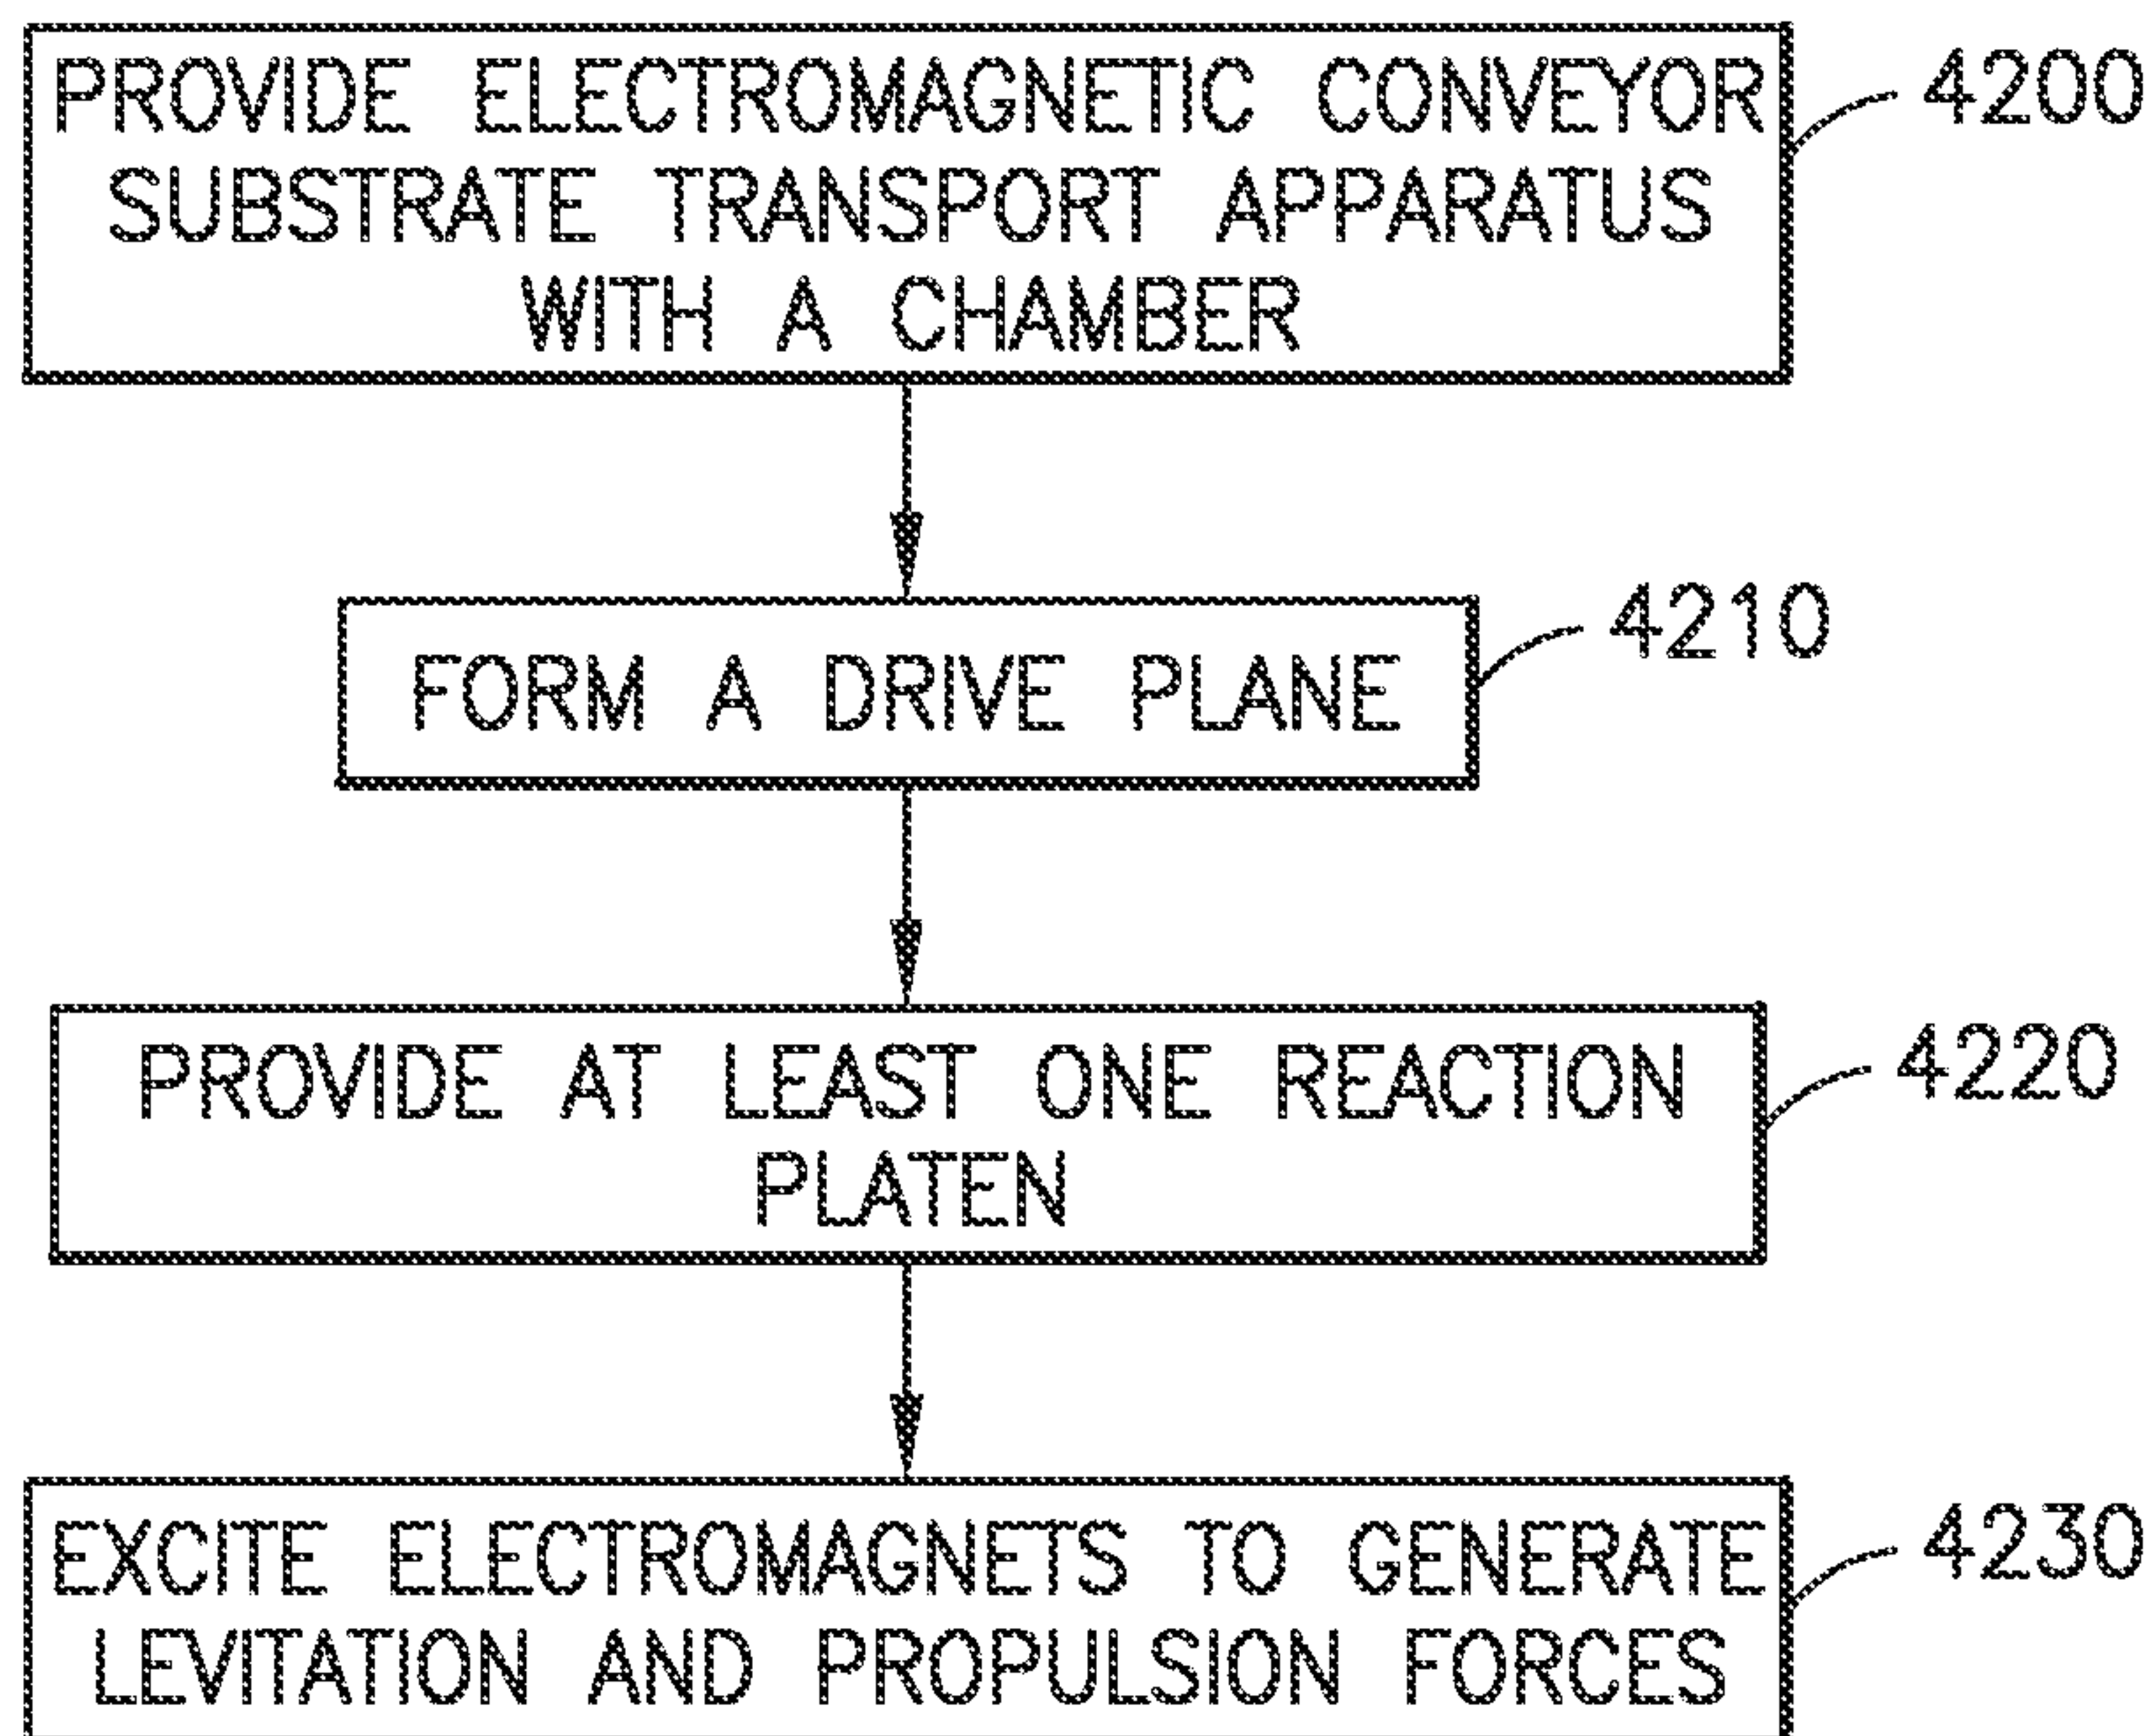 PROVIDE ELECTROMAGNETIC CONVEYOR
SUBSTRATE TRANSPORT APPARATUS
WITH A CHAMBER
4200
FORM A DRIVE PLANE
4210
PROVIDE AT LEAST ONE REACTION
PLATEN
4220
EXCITE ELECTROMAGNETS TO GENERATE
LEVITATION AND PROPULSION FORCES
4230